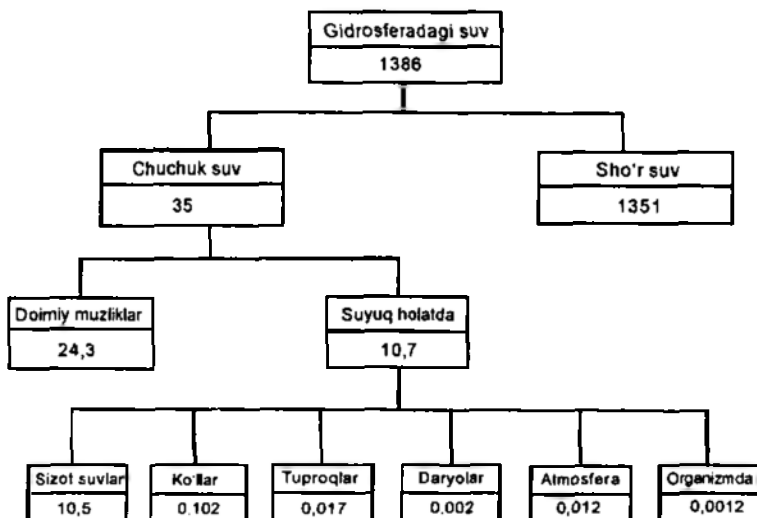 Gidrosferadagi suv
1386
Chuchuk suv
35
Sho'r suv
1351
Doimiy muzliklar
24,3
Suyuq holatda
10,7
Sizot suvlar
10,5
Ko'llar
0.102
Tuproqlar
0,017
Daryolar
0.002
Atmosfera
0,012
Organizmda
0,0012